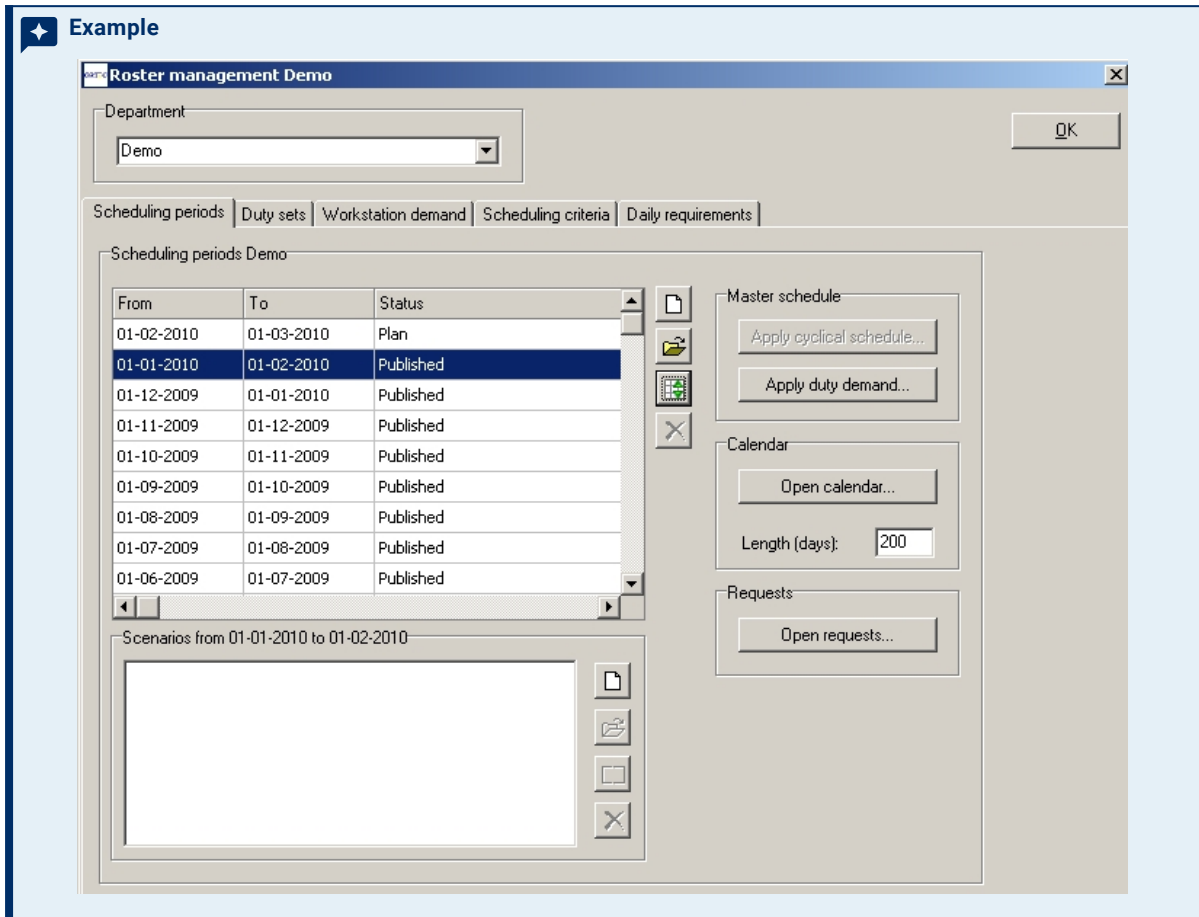 Example
Roster management Demo
Department
OK
Demo
Scheduling periods Duty sets Workstation demand Scheduling criteria Daily requirements
Scheduling periods Demo
From To Status
01-02-2010 01-03-2010 Plan
01-01-2010 01-02-2010 Published
01-12-2009 01-01-2010 Published
01-11-2009 01-12-2009 Published
01-10-2009 01-11-2009 Published
01-09-2009 01-10-2009 Published
01-08-2009 01-09-2009 Published
01-07-2009 01-08-2009 Published
01-06-2009 01-07-2009 Published
Master schedule
Apply cyclical schedule...
Apply duty demand...
Calendar
Open calendar...
Length (days): 200
Requests
Open requests...
Scenarios from 01-01-2010 to 01-02-2010